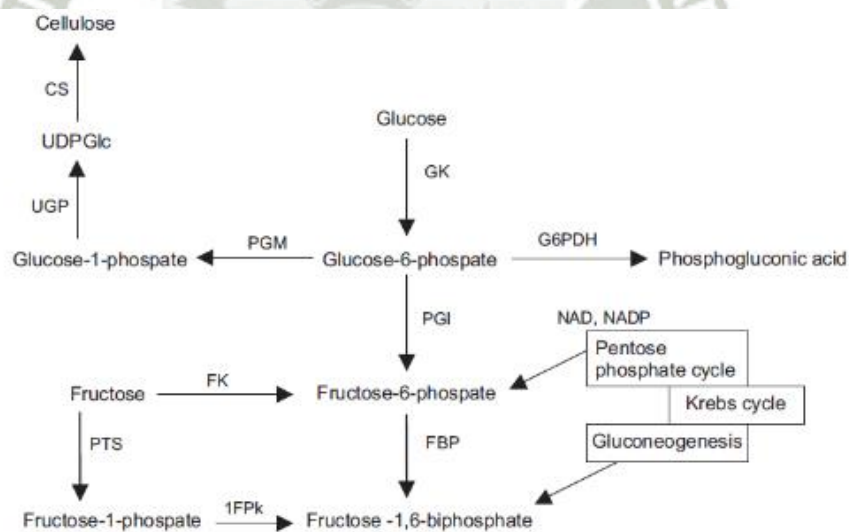 Cellulose
CS
Glucose
UDPGlc
GK
UGP
PGM
G6PDH
Glucose-1-phospate
Glucose-6-phospate
Phosphogluconic acid
PGI
NAD, NADP
Pentose
phosphate cycle
FK
Fructose
Fructose-6-phospate
Krebs cycle
PTS
FBP
Gluconeogenesis
1FPk
Fructose-1-phospate
Fructose -1,6-biphosphate